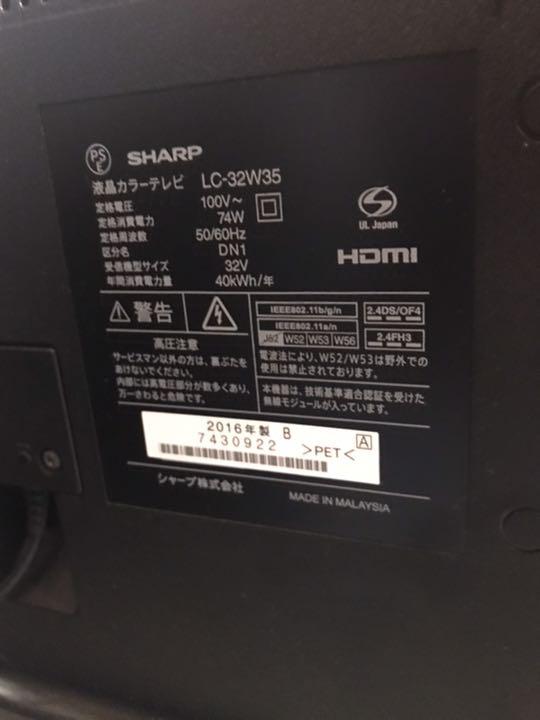 PS E
SHARP
液晶カラーテレビ LC-32W35
定格電圧 100V～
定格消費電力 74W
定格周波数 50/60Hz
区分名 DN1
受信機型サイズ 32V
年間消費電力量 40kWh/年
UL Japan
HDMI
警告
高圧注意
サービスマン以外の方は、裏ぶたを
あけないでください。
内部には高電圧部分が数多くあり、
万一さわると危険です。
IEEE802.11b/g/n
IEEE802.11a/n
J52 W52 W53 W56
2.4DS/OF4
2.4FH3
電波法により、W52/W53は野外での
使用は禁止されております。
本機器は、技術基準適合認証を受けた
無線モジュールが入っています。
2016年製 B
7430922
>PET<
A
シャープ株式会社
MADE IN MALAYSIA